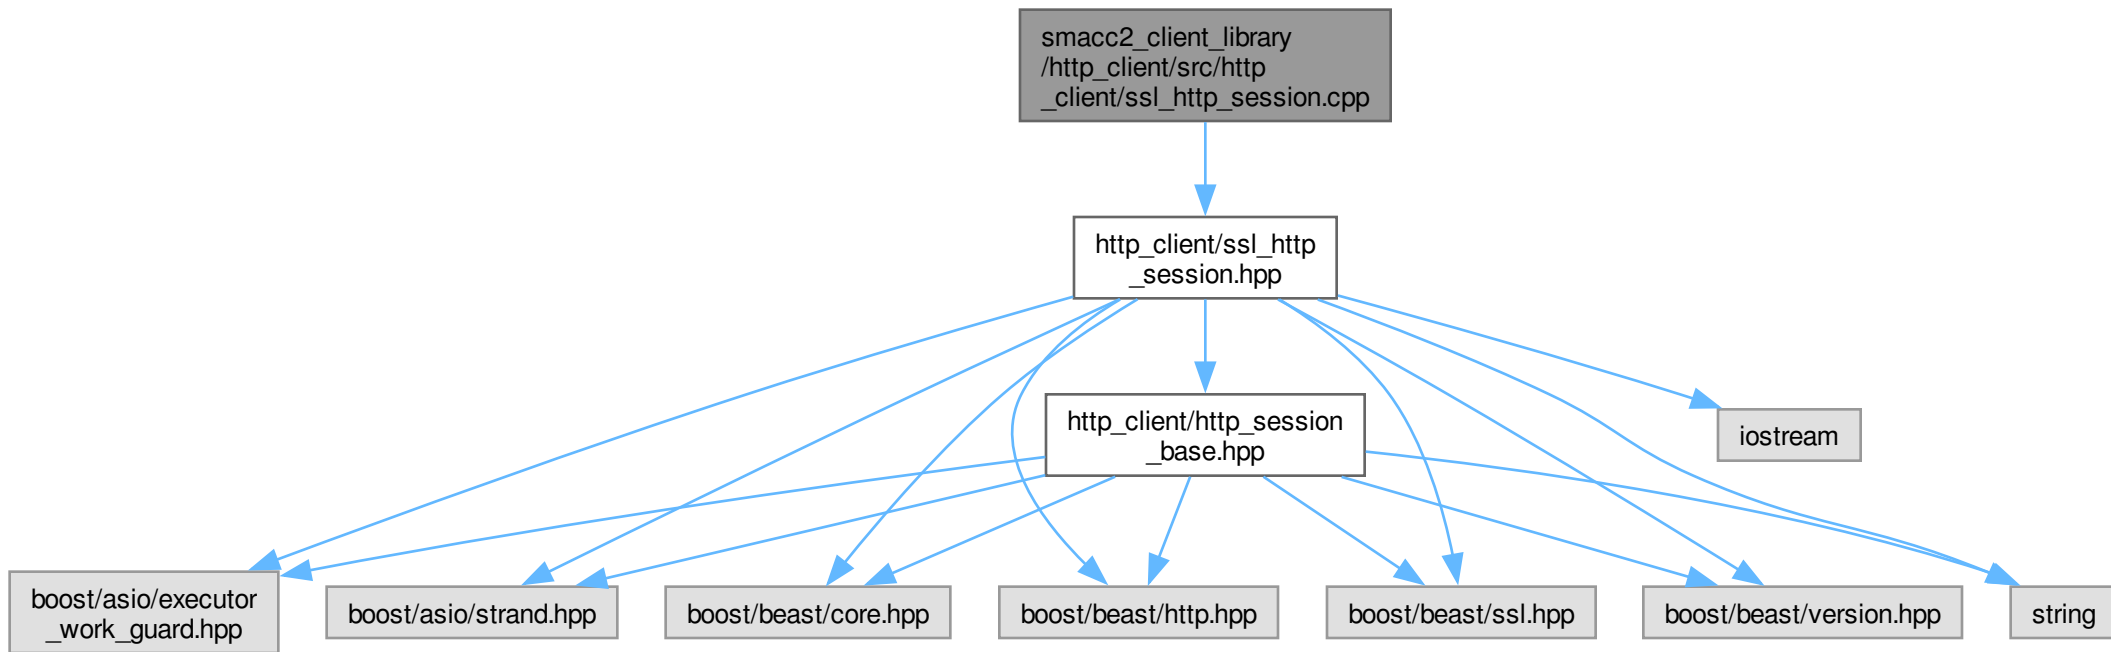 smacc2_client_library
/http_client/src/http
_client/ssl_http_session.cpp
http_client/ssl_http
_session.hpp
http_client/http_session
_base.hpp
iostream
boost/asio/executor
_work_guard.hpp
boost/asio/strand.hpp
boost/beast/core.hpp
boost/beast/http.hpp
boost/beast/ssl.hpp
boost/beast/version.hpp
string